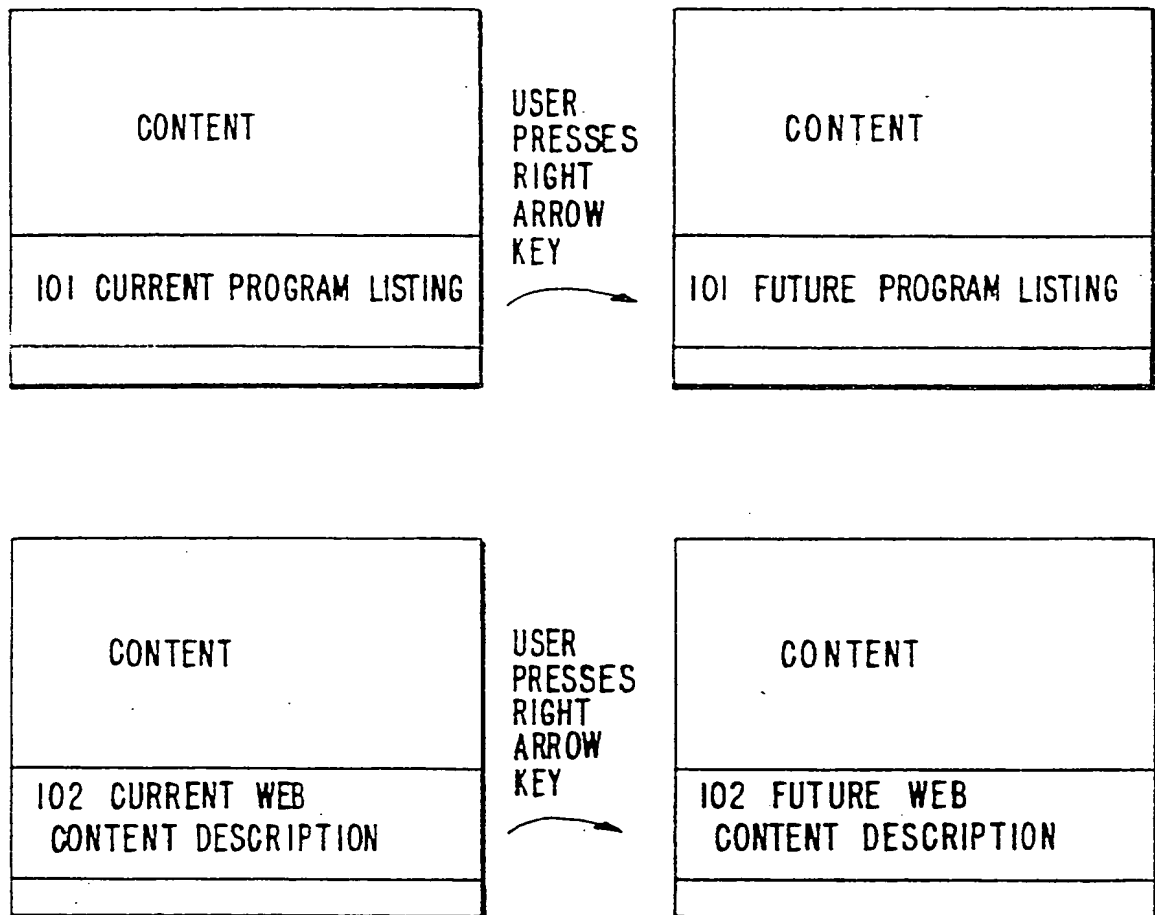 CONTENT
101 CURRENT PROGRAM LISTING
USER
PRESSES
RIGHT
ARROW
KEY
CONTENT
101 FUTURE PROGRAM LISTING
CONTENT
102 CURRENT WEB
CONTENT DESCRIPTION
USER
PRESSES
RIGHT
ARROW
KEY
CONTENT
102 FUTURE WEB
CONTENT DESCRIPTION